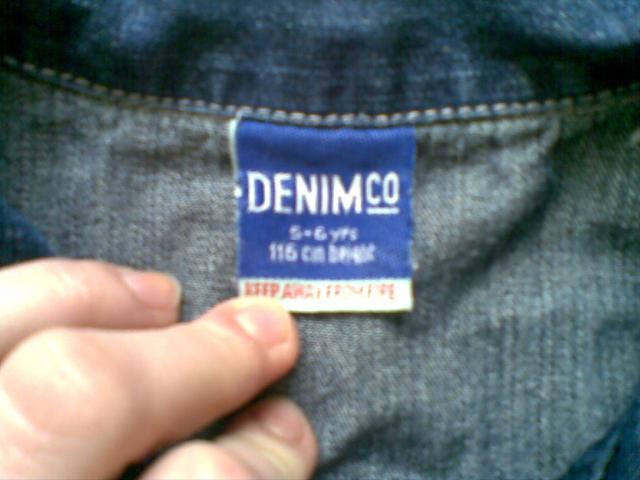 DENIMCO
5-6 yrs
116 cm height
KEEP AWAY FROM FIRE